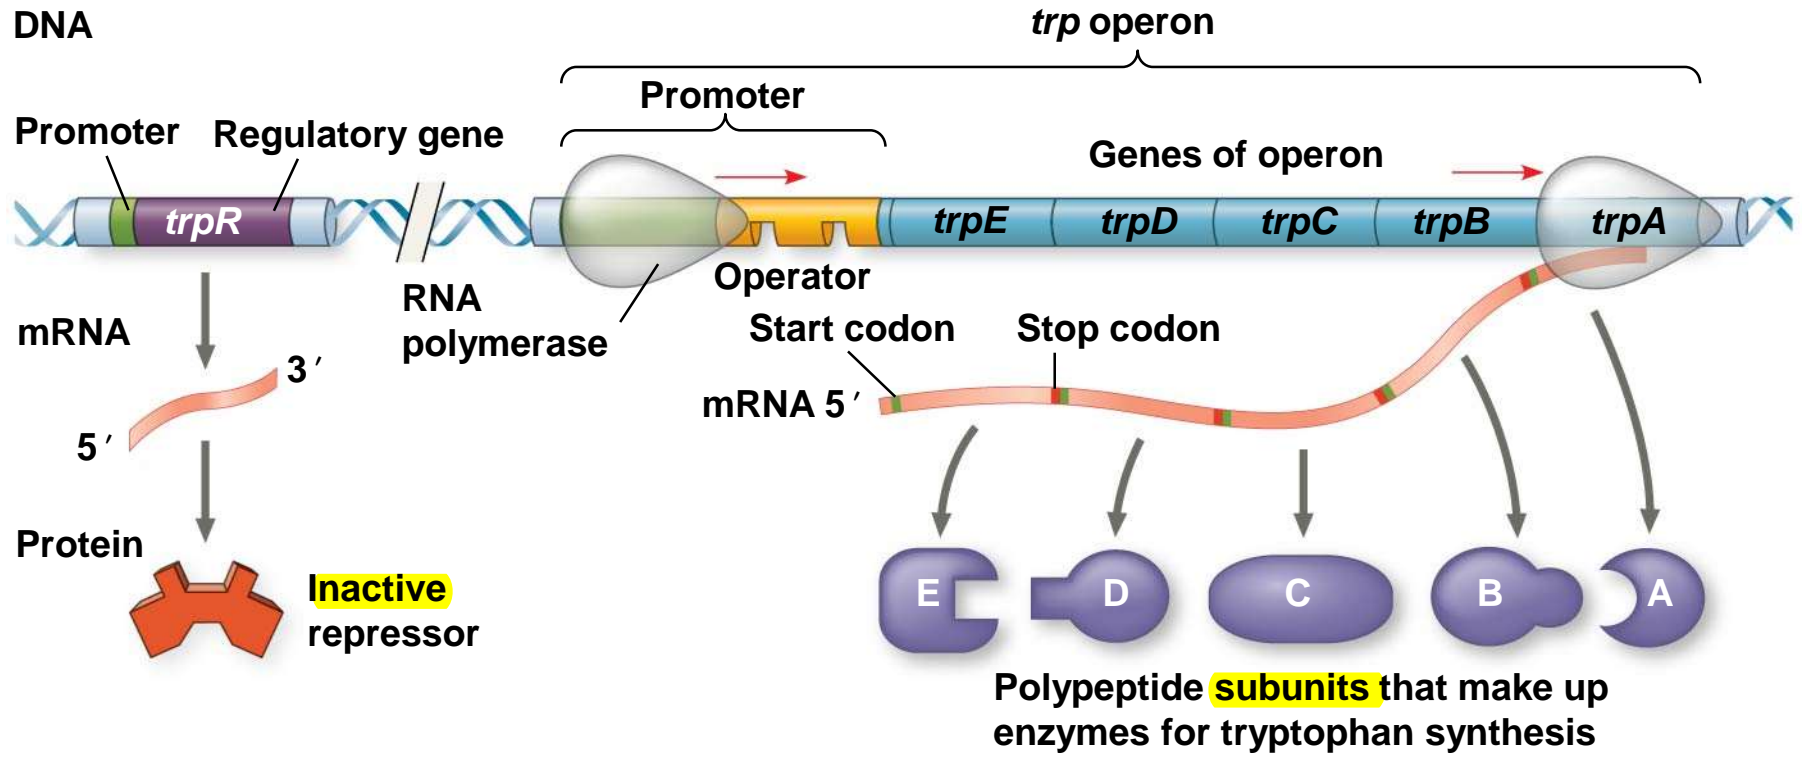 DNA
trp operon
Promoter
Promoter
Regulatory gene
Genes of operon
trpR
trpE
trpD
trpC
trpB
trpA
RNA
polymerase
Operator
mRNA
3′
5′
Start codon
Stop codon
mRNA 5′
Protein
Inactive
repressor
E
D
C
B
A
Polypeptide subunits that make up
enzymes for tryptophan synthesis